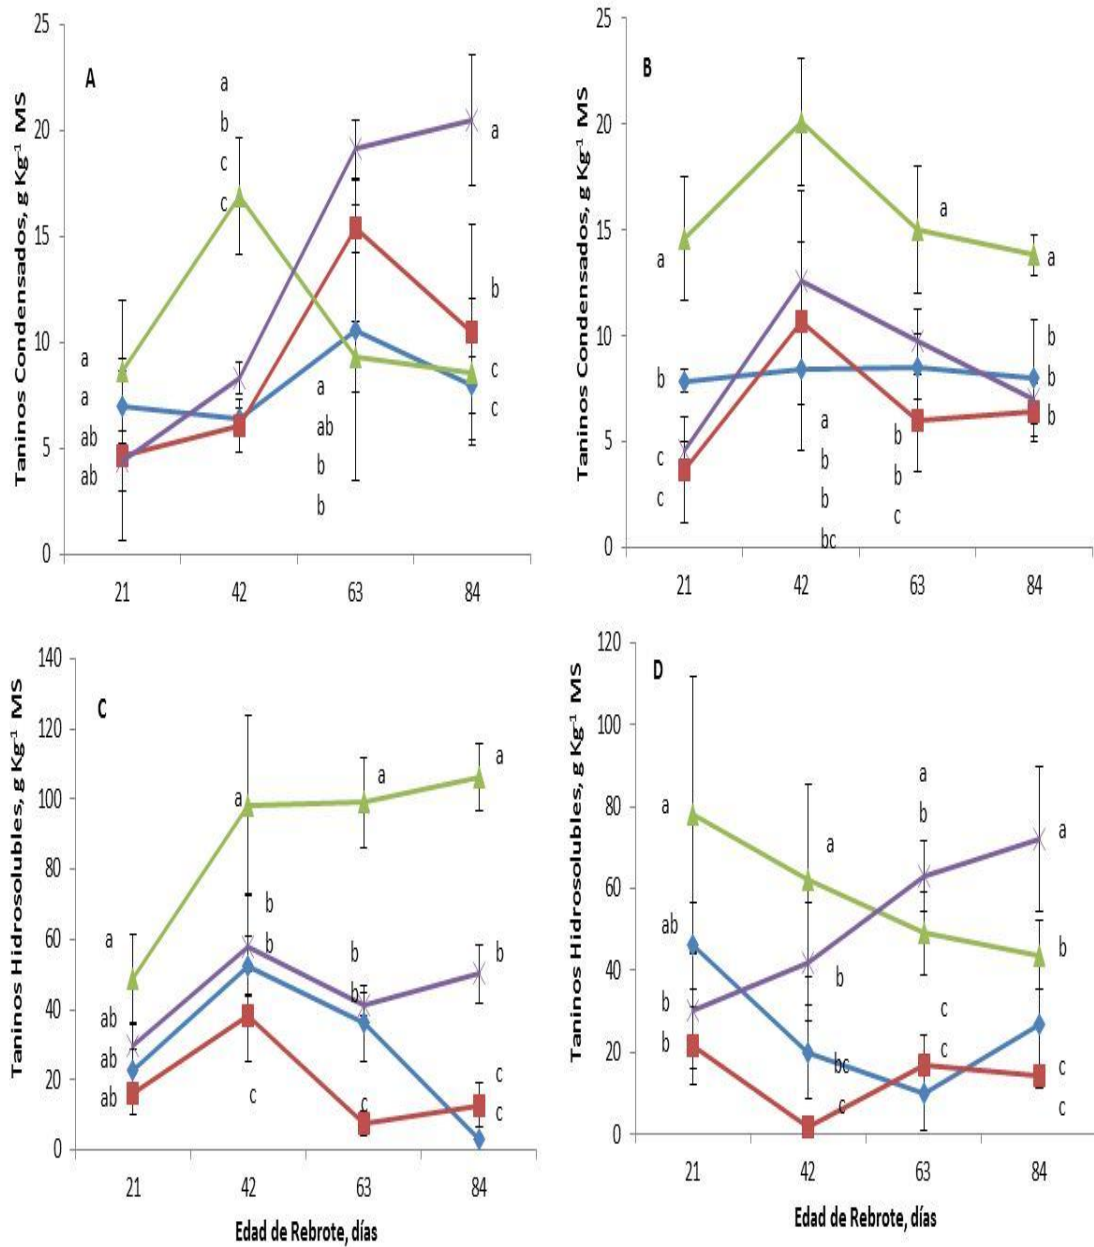 Taninos Condensados, g Kg⁻¹ MS
A
25
20
15
10
5
0
a
b
c
c
a
b
a
a
ab
ab
a
ab
b
b
c
c
21 42 63 84
Taninos Condensados, g Kg⁻¹ MS
B
25
20
15
10
5
0
a
a
a
b
b
b
b
c
c
a
b
b
bc
b
b
c
21 42 63 84
Taninos Hidrosolubles, g Kg⁻¹ MS
C
140
120
100
80
60
40
20
0
a
a
a
a
b
b
b
b
b
ab
ab
ab
c
c
c
c
21 42 63 84
Edad de Rebrote, días
Taninos Hidrosolubles, g Kg⁻¹ MS
D
120
100
80
60
40
20
0
a
a
a
b
a
ab
b
b
b
b
c
c
bc
c
c
c
21 42 63 84
Edad de Rebrote, días